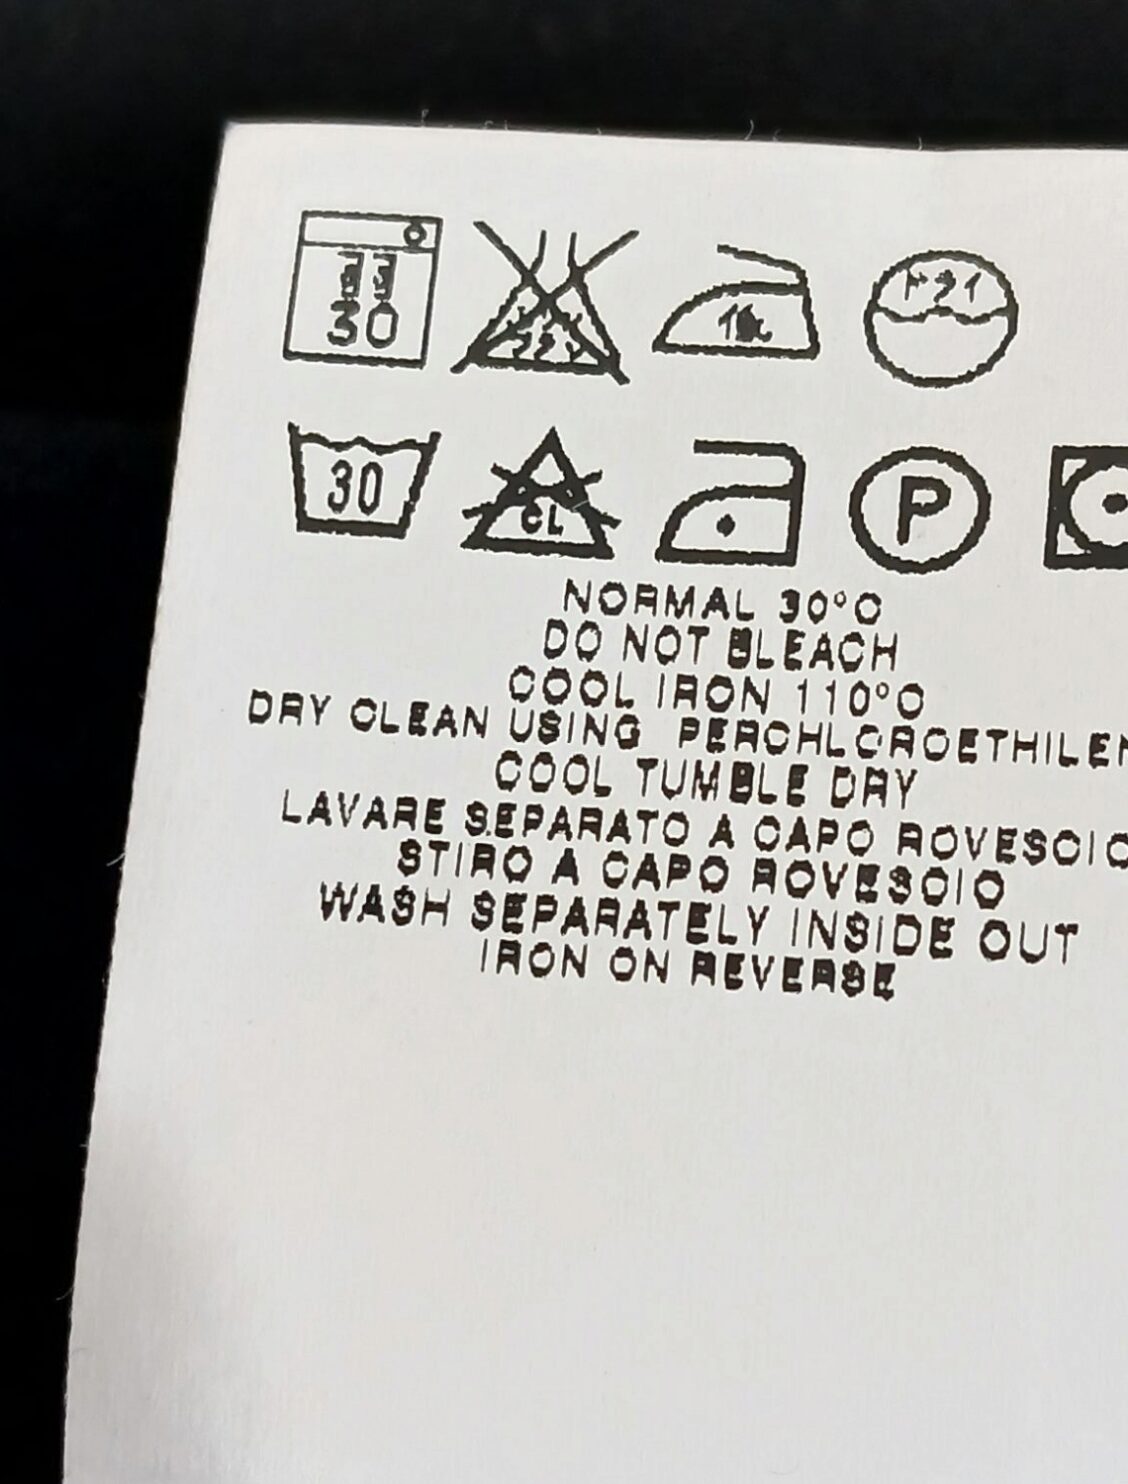 30
ドライ
30
CL
P
NORMAL 30°C
DO NOT BLEACH
COOL IRON 110°C
DRY CLEAN USING PERCHLOROETHILEN
COOL TUMBLE DRY
LAVARE SEPARATO A CAPO ROVESCIO
STIRO A CAPO ROVESCIO
WASH SEPARATELY INSIDE OUT
IRON ON REVERSE